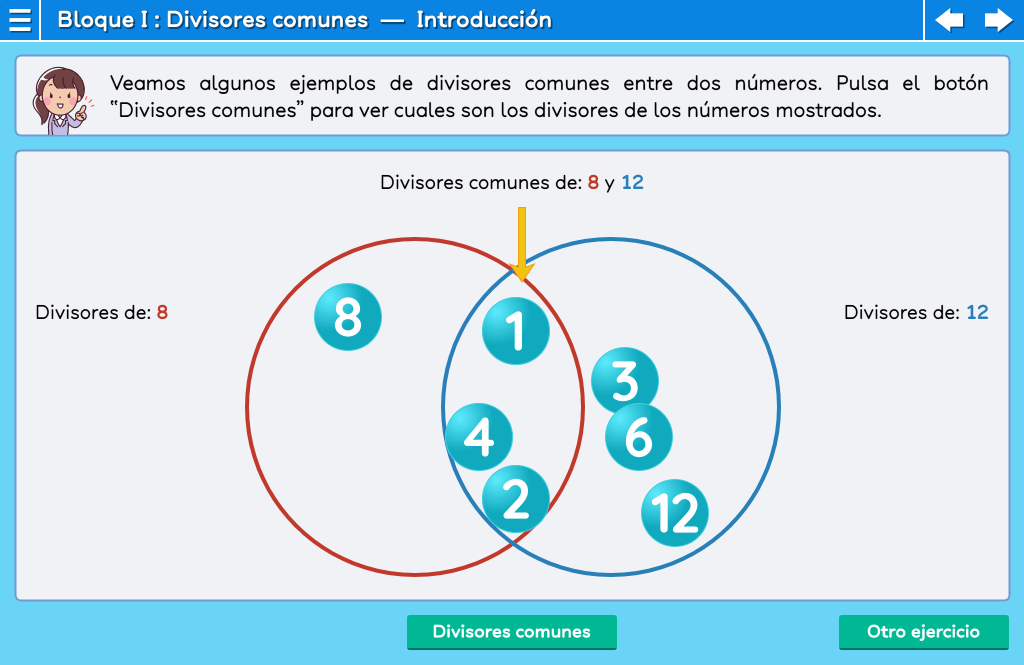 Bloque I : Divisores comunes — Introducción
Veamos algunos ejemplos de divisores comunes entre dos números. Pulsa el botón
“Divisores comunes” para ver cuales son los divisores de los números mostrados.
Divisores comunes de: 8 y 12
Divisores de: 8
Divisores de: 12
8
1
3
4
6
2
12
Divisores comunes
Otro ejercicio